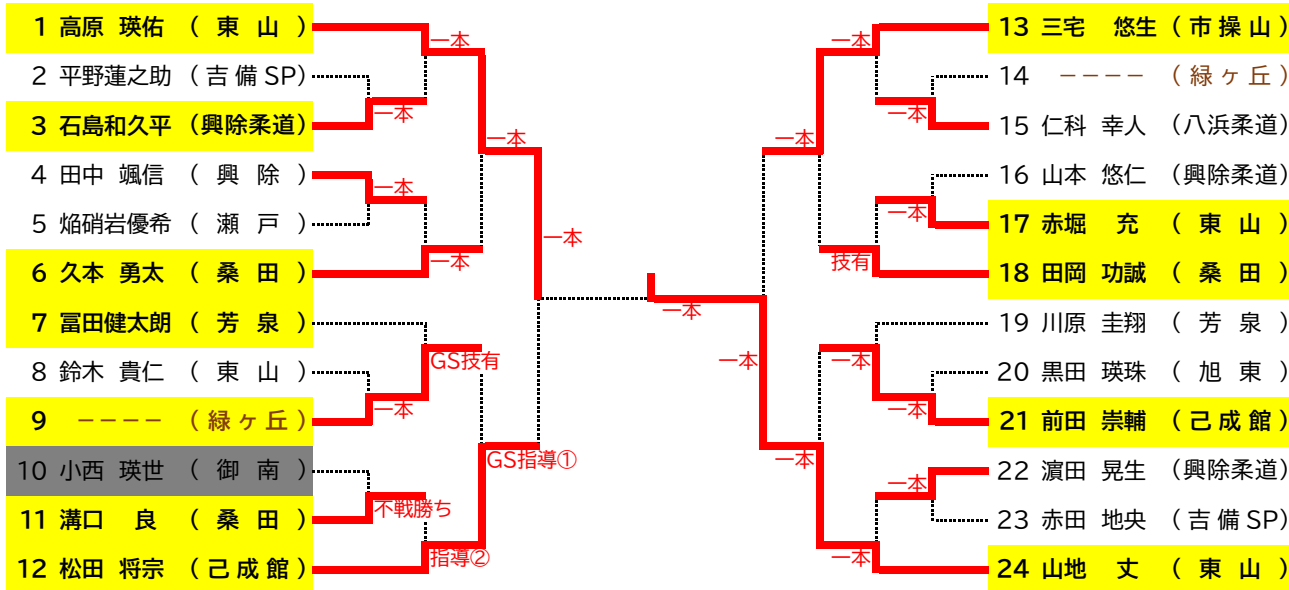 1 高原 瑛佑 ( 東 山 )
2 平野蓮之助 ( 吉備SP)
3 石島和久平 (興除柔道)
4 田中 颯信 ( 興 除 )
5 焔硝岩優希 ( 瀬 戸 )
6 久本 勇太 ( 桑 田 )
7 冨田健太朗 ( 芳 泉 )
8 鈴木 貴仁 ( 東 山 )
9 ーーーー ( 緑ヶ丘 )
10 小西 瑛世 ( 御 南 )
11 溝口 良 ( 桑 田 )
12 松田 将宗 ( 己成館 )
一本
一本
一本
一本
一本
一本
GS技有
一本
GS指導①
不戦勝ち
指導②
一本
一本
一本
一本
一本
一本
一本
技有
一本
一本
一本
一本
一本
13 三宅 悠生 ( 市操山 )
14 ーーーー ( 緑ヶ丘 )
15 仁科 幸人 (八浜柔道)
16 山本 悠仁 (興除柔道)
17 赤堀 充 ( 東 山 )
18 田岡 功誠 ( 桑 田 )
19 川原 圭翔 ( 芳 泉 )
20 黒田 瑛珠 ( 旭 東 )
21 前田 崇輔 ( 己成館 )
22 濵田 晃生 (興除柔道)
23 赤田 地央 ( 吉備SP)
24 山地 丈 ( 東 山 )